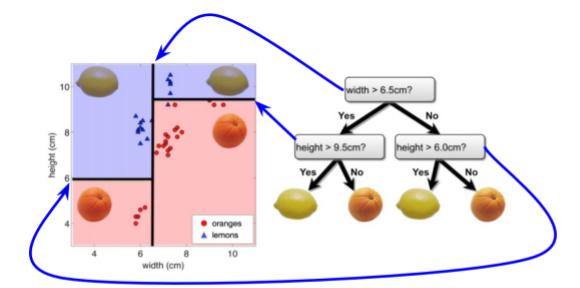 10
8
6
4
height (cm)
4
6
8
10
width (cm)
oranges
lemons
width > 6.5cm?
Yes
No
height > 9.5cm?
height > 6.0cm?
Yes
No
Yes
No